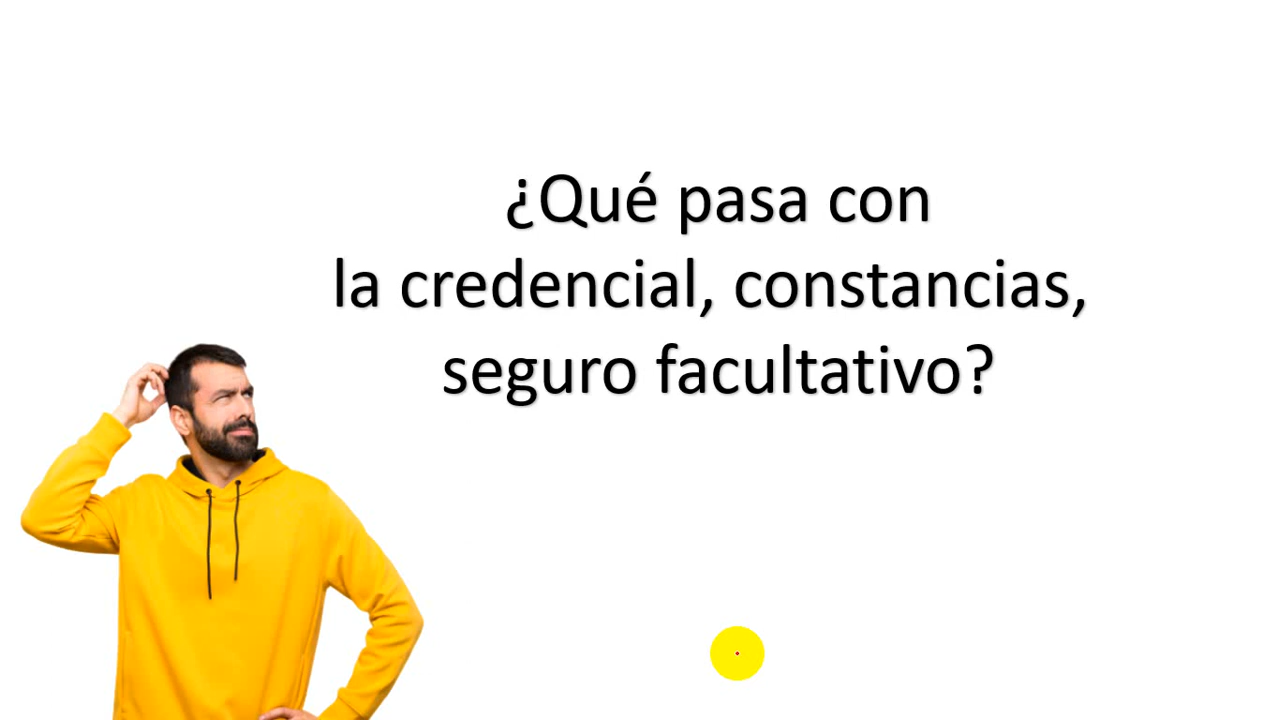 ¿Qué pasa con
la credencial, constancias,
seguro facultativo?